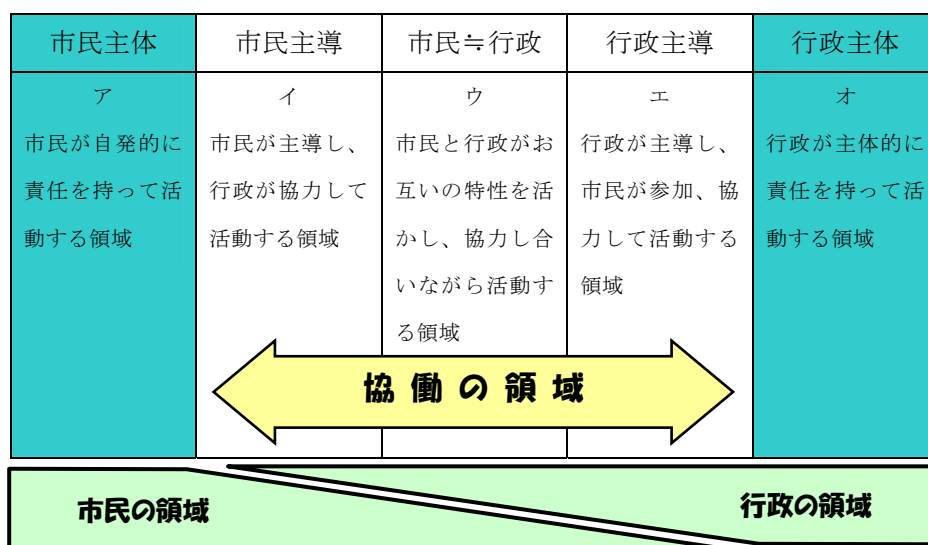 市民主体
市民主導
市民≒行政
行政主導
行政主体
ア
市民が自発的に
責任を持って活
動する領域
イ
市民が主導し、
行政が協力して
活動する領域
ウ
市民と行政がお
互いの特性を活
かし、協力し合
いながら活動す
る領域
エ
行政が主導し、
市民が参加、協
力して活動する
領域
オ
行政が主体的に
責任を持って活
動する領域
協働の領域
市民の領域
行政の領域